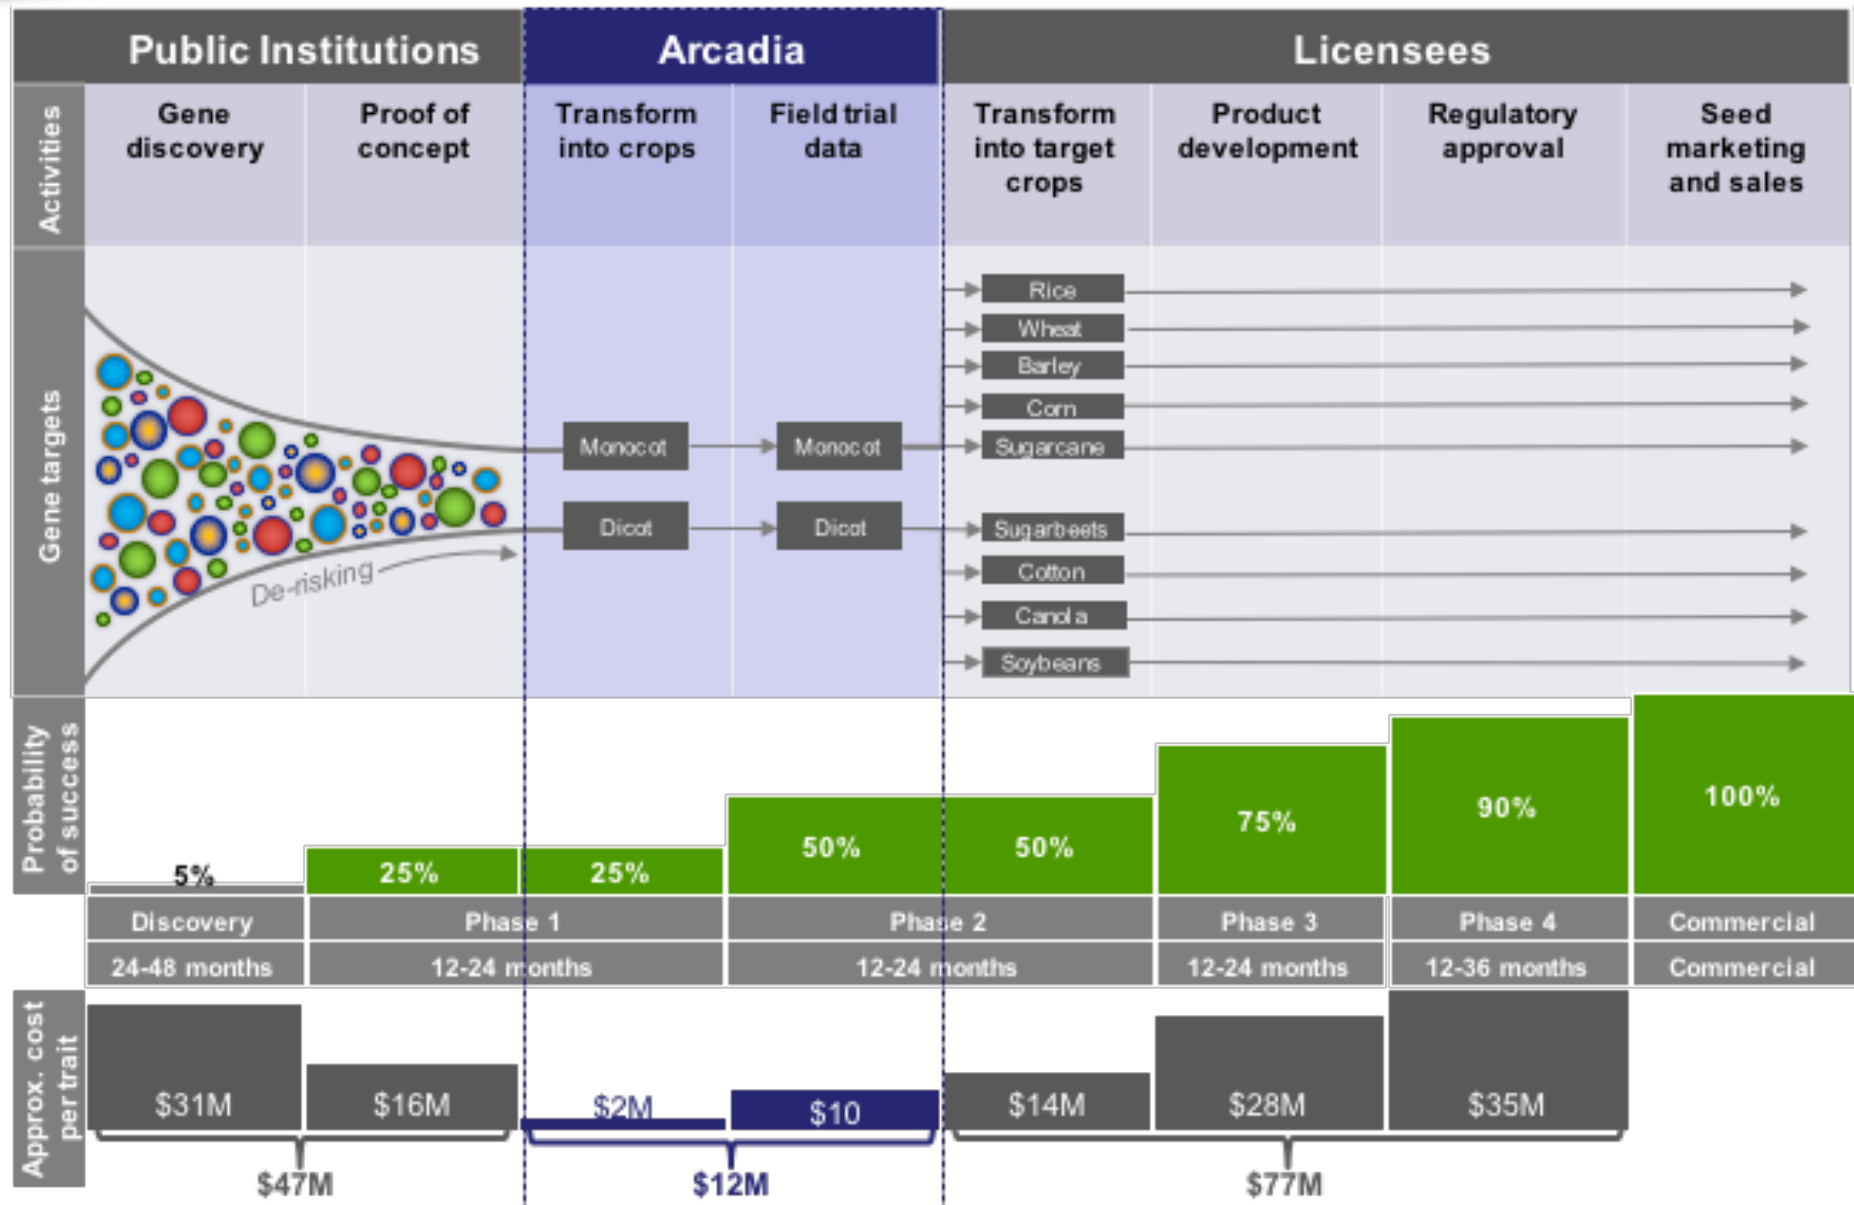 Public Institutions
Arcadia
Licensees
Activities
Gene
discovery
Proof of
concept
Transform
into crops
Field trial
data
Transform
into target
crops
Product
development
Regulatory
approval
Seed
marketing
and sales
Gene targets
De-risking
Monocot
Monocot
Dicot
Dicot
Rice
Wheat
Barley
Corn
Sugarcane
Sugarbeets
Cotton
Canola
Soybeans
Probability
of success
5%
25%
25%
50%
50%
75%
90%
100%
Discovery
Phase 1
Phase 2
Phase 3
Phase 4
Commercial
24-48 months
12-24 months
12-24 months
12-24 months
12-36 months
Commercial
Approx. cost
per trait
$31M
$16M
$2M
$10
$14M
$28M
$35M
$47M
$12M
$77M